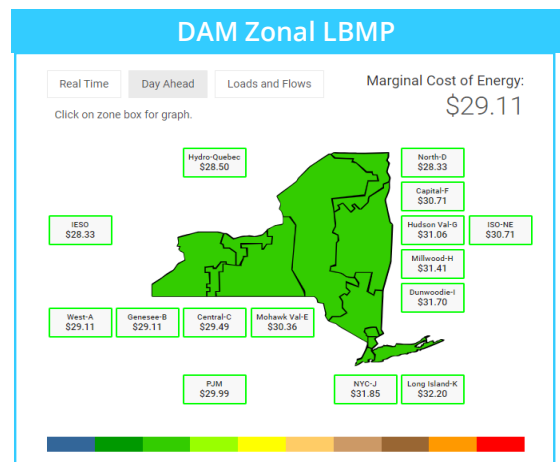 DAM Zonal LBMP
Real Time
Day Ahead
Loads and Flows
Marginal Cost of Energy:
$29.11
Click on zone box for graph.
Hydro-Quebec
$28.50
North-D
$28.33
Capital-F
$30.71
IESO
$28.33
Hudson Val-G
$31.06
ISO-NE
$30.71
Millwood-H
$31.41
Dunwoodie-I
$31.70
West-A
$29.11
Genesee-B
$29.11
Central-C
$29.49
Mohawk Val-E
$30.36
PJM
$29.99
NYC-J
$31.85
Long Island-K
$32.20